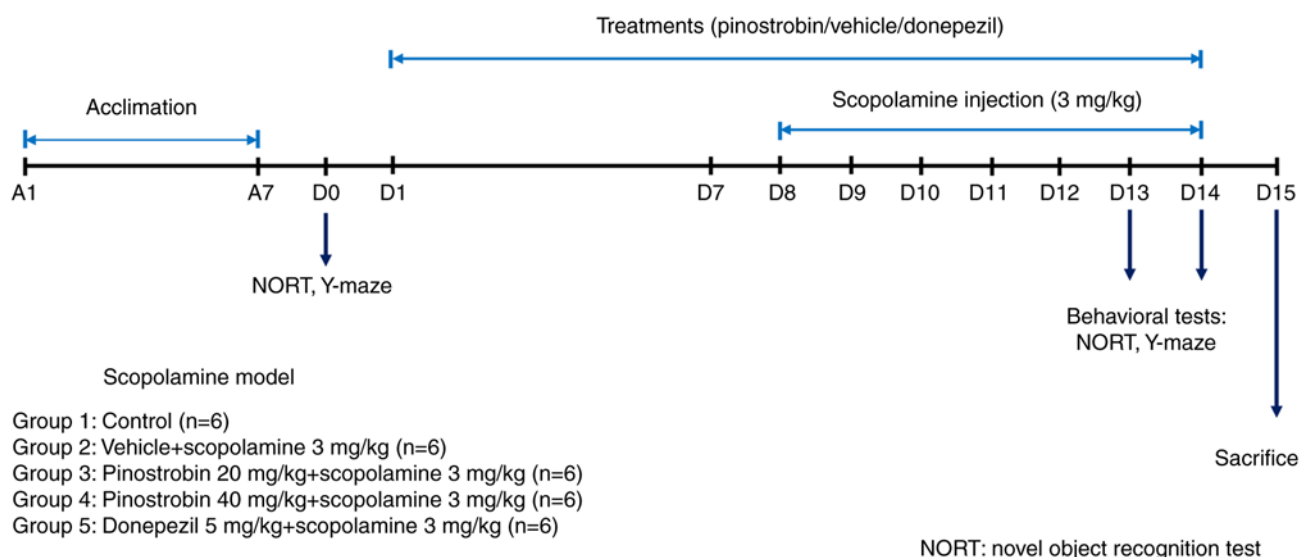 Treatments (pinostrobin/vehicle/donepezil)
Acclimation
Scopolamine injection (3 mg/kg)
A1 A7 D0 D1 D7 D8 D9 D10 D11 D12 D13 D14 D15
NORT, Y-maze
Behavioral tests:
NORT, Y-maze
Scopolamine model
Group 1: Control (n=6)
Group 2: Vehicle+scopolamine 3 mg/kg (n=6)
Group 3: Pinostrobin 20 mg/kg+scopolamine 3 mg/kg (n=6)
Group 4: Pinostrobin 40 mg/kg+scopolamine 3 mg/kg (n=6)
Group 5: Donepezil 5 mg/kg+scopolamine 3 mg/kg (n=6)
Sacrifice
NORT: novel object recognition test